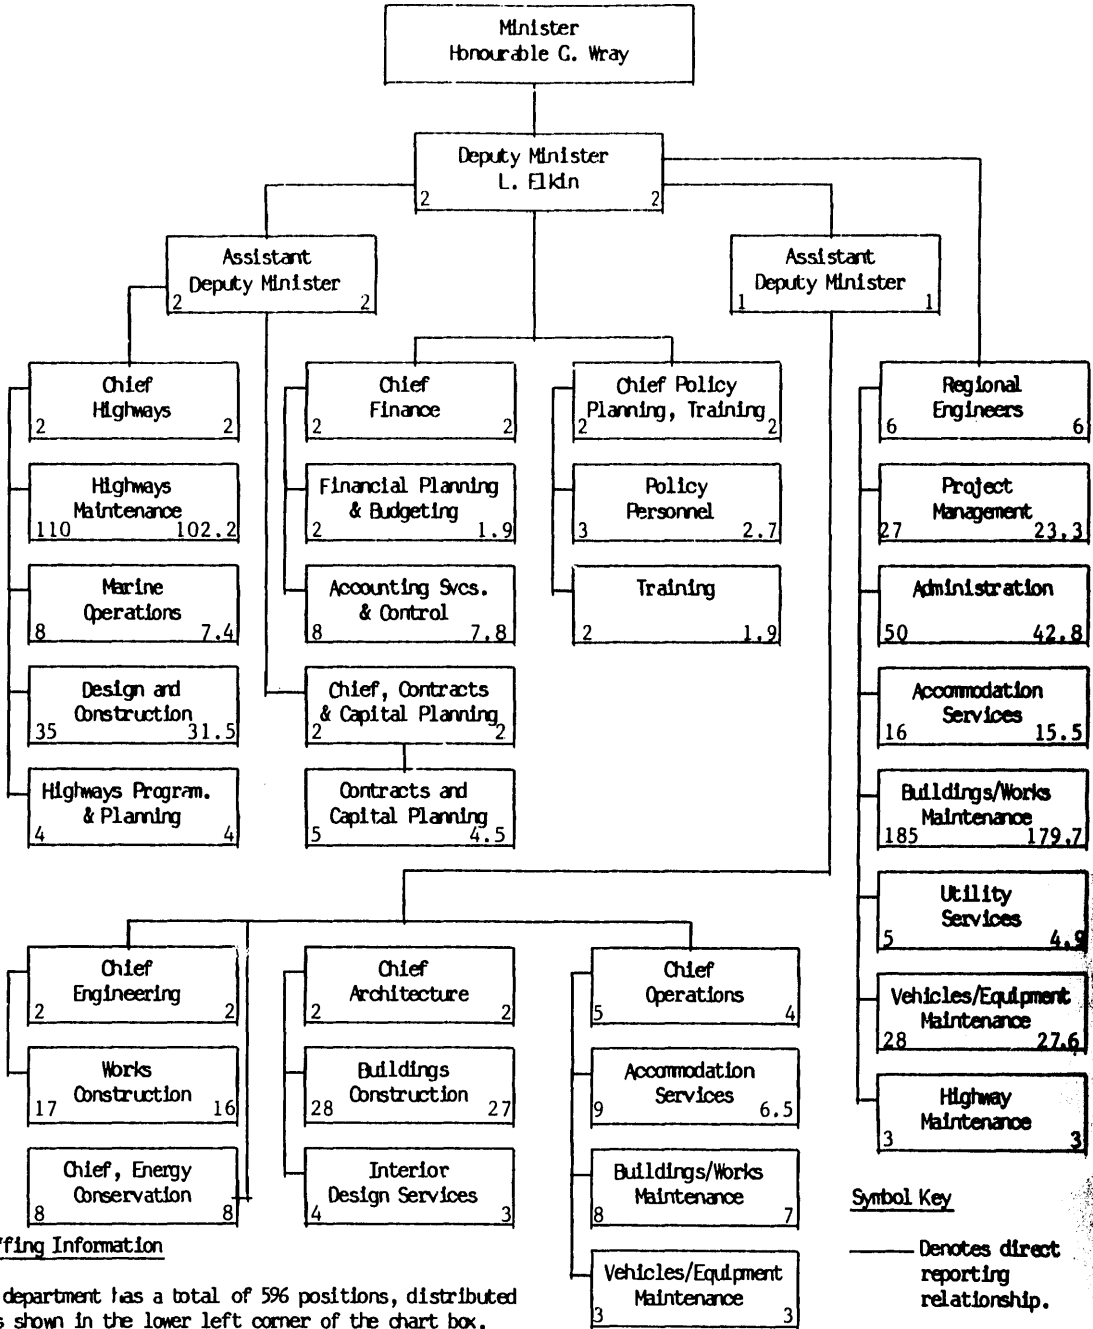 Minister
Honourable G. Wray
Deputy Minister
L. Elkin
2 2
Assistant
Deputy Minister
2 2
Assistant
Deputy Minister
1 1
Chief
Highways
2 2
Chief
Finance
2 2
Chief Policy
Planning, Training
2 2
Regional
Engineers
6 6
Highways
Maintenance
110 102.2
Financial Planning
& Budgeting
2 1.9
Policy
Personnel
3 2.7
Project
Management
27 23.3
Marine
Operations
8 7.4
Accounting Svcs.
& Control
8 7.8
Training
2 1.9
Administration
50 42.8
Design and
Construction
35 31.5
Chief, Contracts
& Capital Planning
2 2
Accommodation
Services
16 15.5
Highways Program.
& Planning
4 4
Contracts and
Capital Planning
5 4.5
Buildings/Works
Maintenance
185 179.7
Utility
Services
5 4.9
Chief
Engineering
2 2
Chief
Architecture
2 2
Chief
Operations
5 4
Vehicles/Equipment
Maintenance
28 27.6
Works
Construction
17 16
Buildings
Construction
28 27
Accommodation
Services
9 6.5
Highway
Maintenance
3 3
Chief, Energy
Conservation
8 8
Interior
Design Services
4 3
Buildings/Works
Maintenance
8 7
Vehicles/Equipment
Maintenance
3 3
Symbol Key
Denotes direct
reporting
relationship.
ffing Information
department has a total of 596 positions, distributed
s shown in the lower left corner of the chart box.